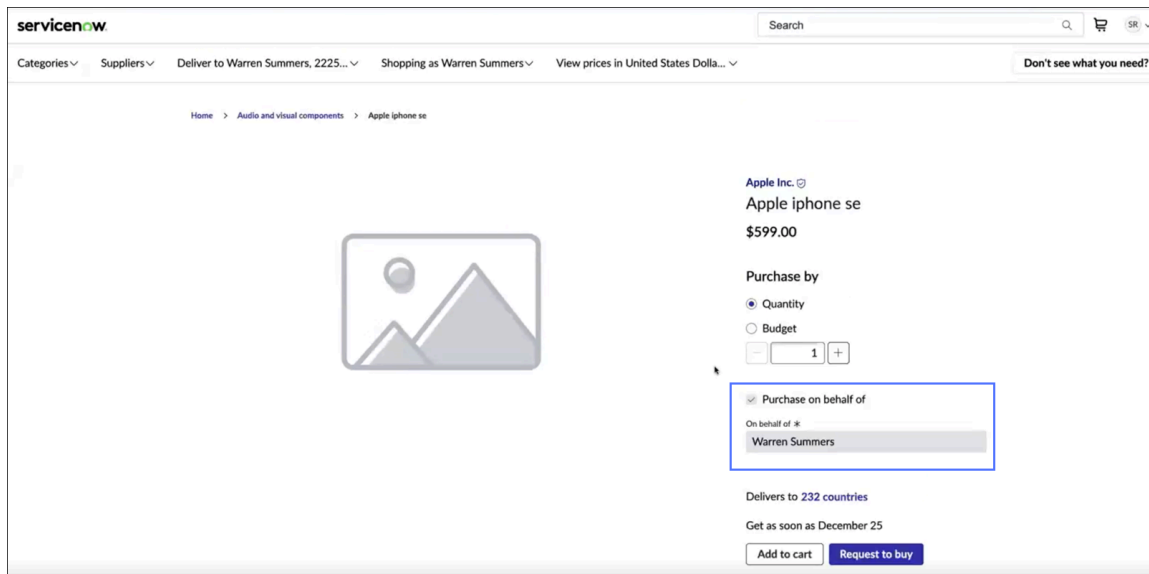 servicenow
Search
SR
Categories
Suppliers
Deliver to Warren Summers, 2225...
Shopping as Warren Summers
View prices in United States Dolla...
Don't see what you need?
Home > Audio and visual components > Apple iphone se
Apple Inc.
Apple iphone se
$599.00
Purchase by
Quantity
Budget
1
Purchase on behalf of
On behalf of *
Warren Summers
Delivers to 232 countries
Get as soon as December 25
Add to cart
Request to buy